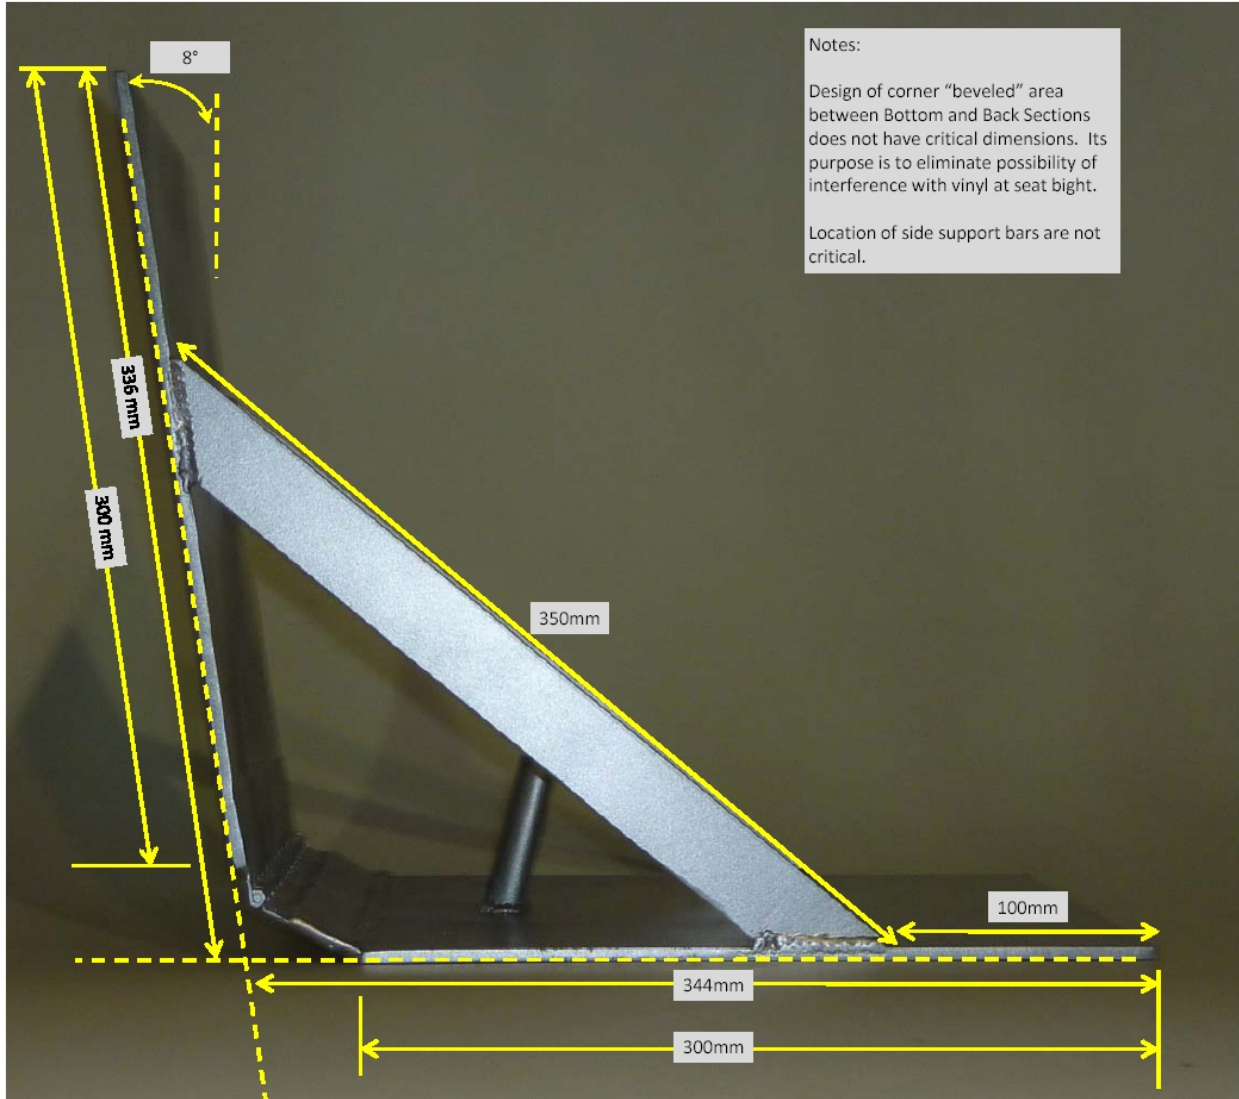 8°
Notes:
Design of corner “beveled” area
between Bottom and Back Sections
does not have critical dimensions.  Its
purpose is to eliminate possibility of
interference with vinyl at seat bight.
Location of side support bars are not
critical.
336 mm
300 mm
350mm
100mm
344mm
300mm